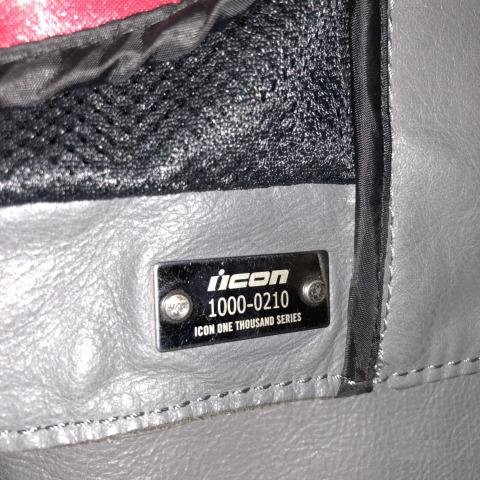 icon
1000-0210
ICON ONE THOUSAND SERIES